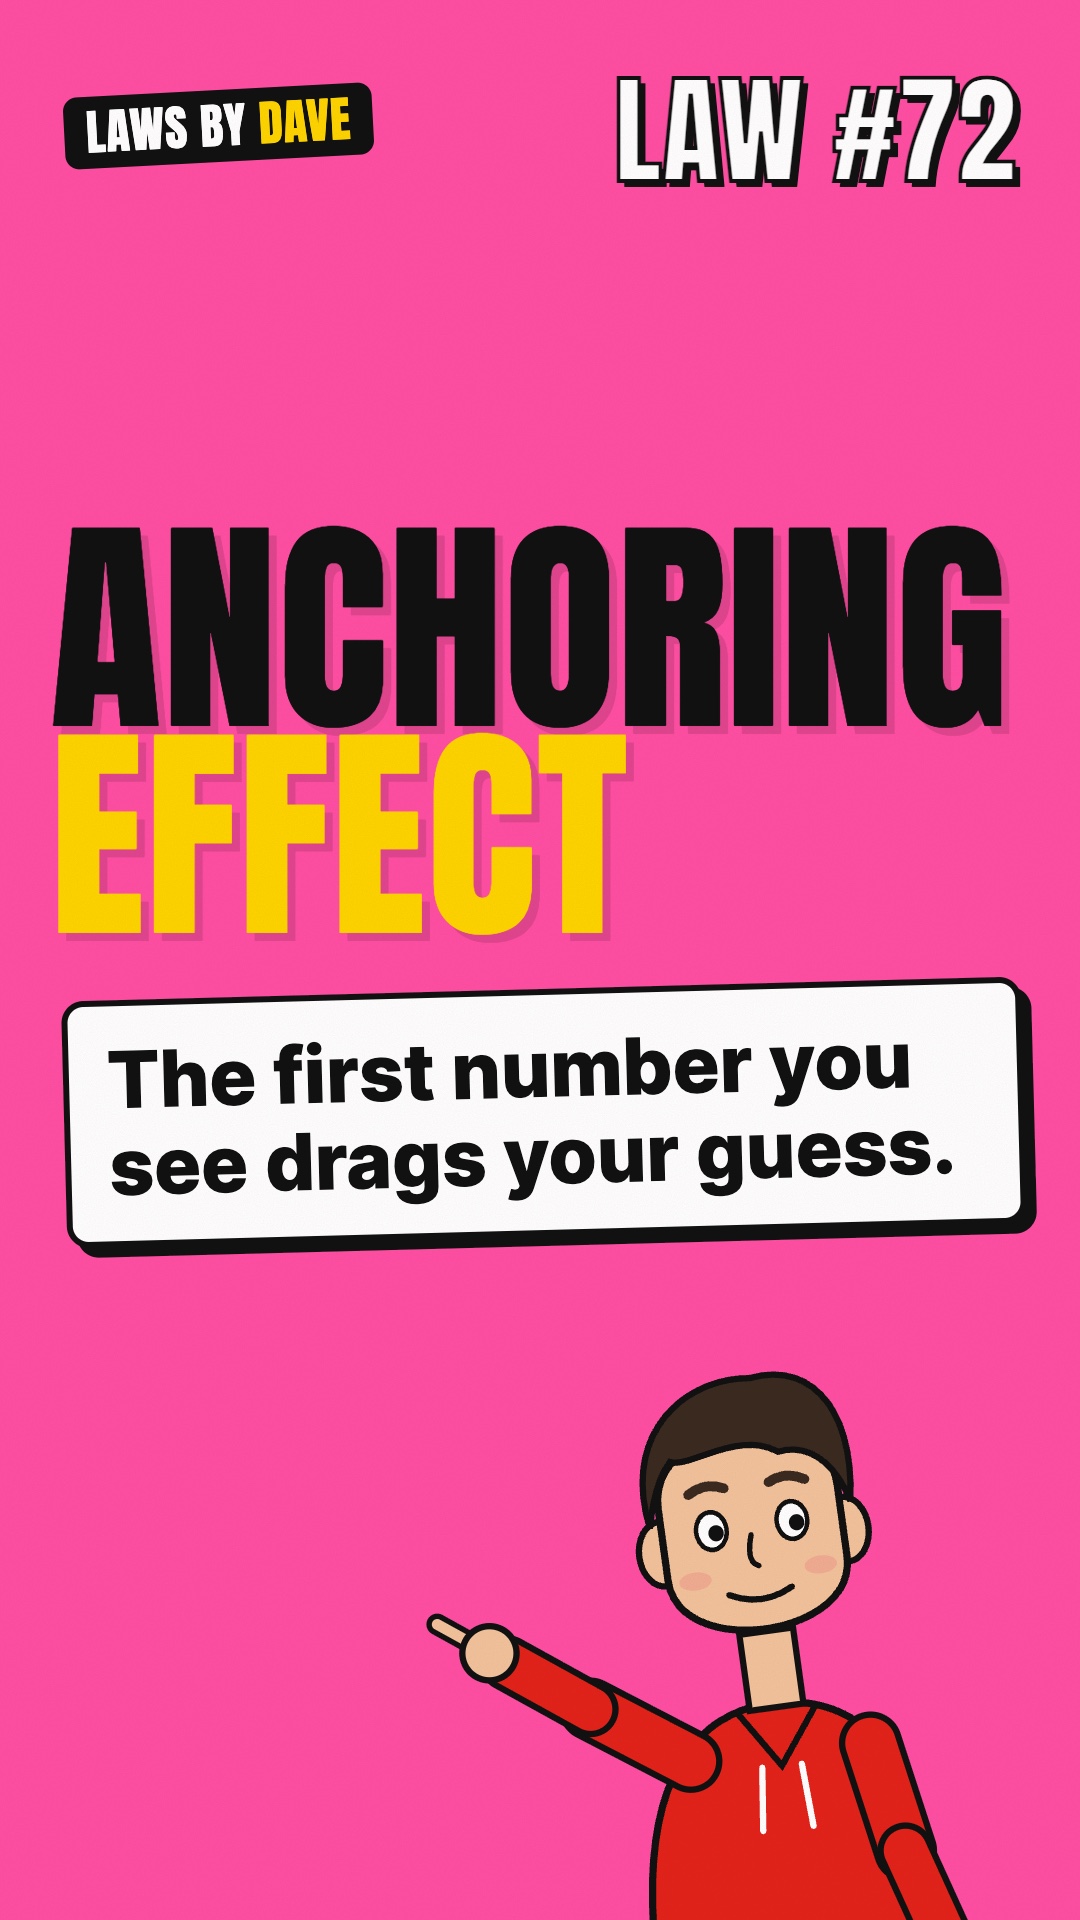 LAWS BY DAVE
LAW #72
ANCHORING
EFFECT
The first number you
see drags your guess.